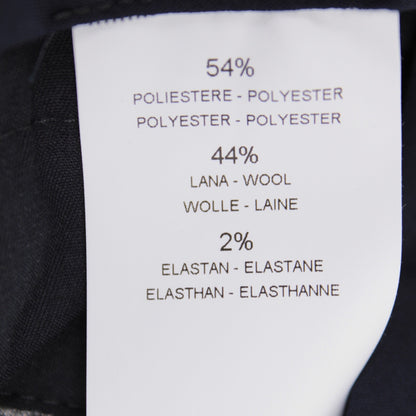 54%
POLIESTERE - POLYESTER
POLYESTER - POLYESTER
44%
LANA - WOOL
WOLLE - LAINE
2%
ELASTAN - ELASTANE
ELASTHAN - ELASTHANNE